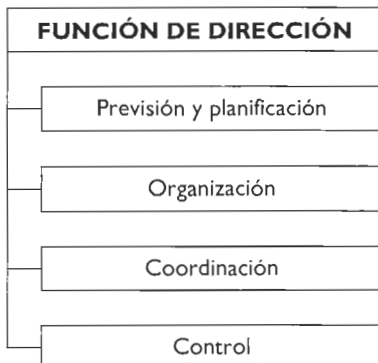 FUNCIÓN DE DIRECCIÓN
Previsión y planificación
Organización
Coordinación
Control